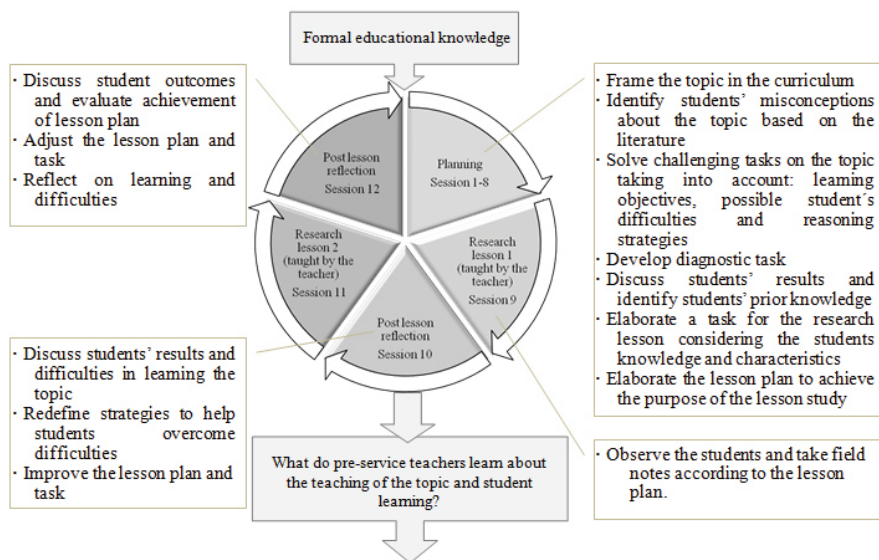 Formal educational knowledge
· Discuss student outcomes
and evaluate achievement
of lesson plan
· Adjust the lesson plan and
task
· Reflect on learning and
difficulties
Post lesson
reflection
Session 12
Planning
Session 1-8
Research
lesson 2
(taught by the
teacher)
Session 11
Research
lesson 1
(taught by the
teacher)
Session 9
Post lesson
reflection
Session 10
· Frame the topic in the curriculum
· Identify students’ misconceptions
about the topic based on the
literature
· Solve challenging tasks on the topic
taking into account: learning
objectives, possible student´s
difficulties and reasoning
strategies
· Develop diagnostic task
· Discuss students’ results and
identify students’ prior knowledge
· Elaborate a task for the research
lesson considering the students
knowledge and characteristics
· Elaborate the lesson plan to achieve
the purpose of the lesson study
· Discuss students’ results and
difficulties in learning the
topic
· Redefine strategies to help
students overcome
difficulties
· Improve the lesson plan and
task
What do pre-service teachers learn about
the teaching of the topic and student
learning?
· Observe the students and take field
notes according to the lesson
plan.